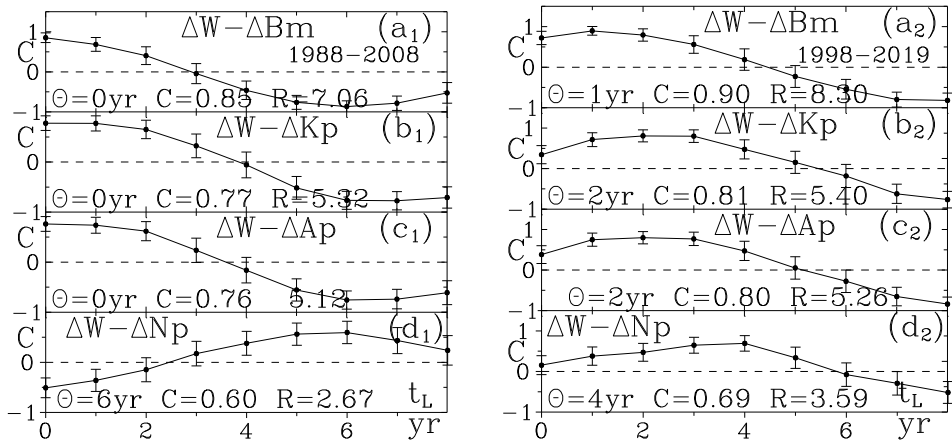 ΔW−ΔBm (a₁)
1988−2008
Θ=0yr C=0.85 R=7.06
ΔW−ΔKp (b₁)
Θ=0yr C=0.77 R=5.32
ΔW−ΔAp (c₁)
Θ=0yr C=0.76 5.12
ΔW−ΔNp (d₁)
Θ=6yr C=0.60 R=2.67 t_L
1
C
0
−1
C
0
−1
C
0
−1
C
0
−1
0 2 4 6 yr
ΔW−ΔBm (a₂)
1998−2019
Θ=1yr C=0.90 R=8.30
ΔW−ΔKp (b₂)
Θ=2yr C=0.81 R=5.40
ΔW−ΔAp (c₂)
Θ=2yr C=0.80 R=5.26
ΔW−ΔNp (d₂)
Θ=4yr C=0.69 R=3.59 t_L
1
C
0
−1
C
0
−1
C
0
−1
C
0
−1
0 2 4 6 yr